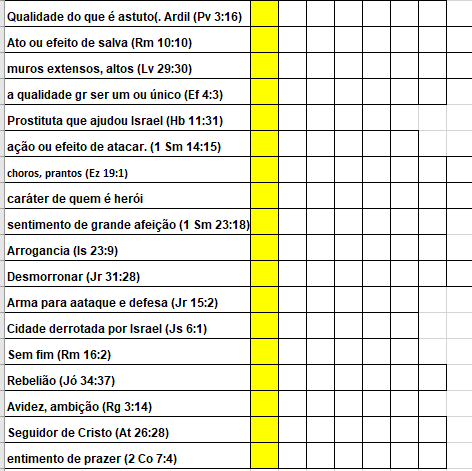 Qualidade do que é astuto(. Ardil (Pv 3:16)
Ato ou efeito de salva (Rm 10:10)
muros extensos, altos (Lv 29:30)
a qualidade gr ser um ou único (Ef 4:3)
Prostituta que ajudou Israel (Hb 11:31)
ação ou efeito de atacar. (1 Sm 14:15)
choros, prantos (Ez 19:1)
caráter de quem é herói
sentimento de grande afeição (1 Sm 23:18)
Arrogancia (Is 23:9)
Desmorronar (Jr 31:28)
Arma para aataque e defesa (Jr 15:2)
Cidade derrotada por Israel (Js 6:1)
Sem fim (Rm 16:2)
Rebelião (Jó 34:37)
Avidez, ambição (Rg 3:14)
Seguidor de Cristo (At 26:28)
entimento de prazer (2 Co 7:4)